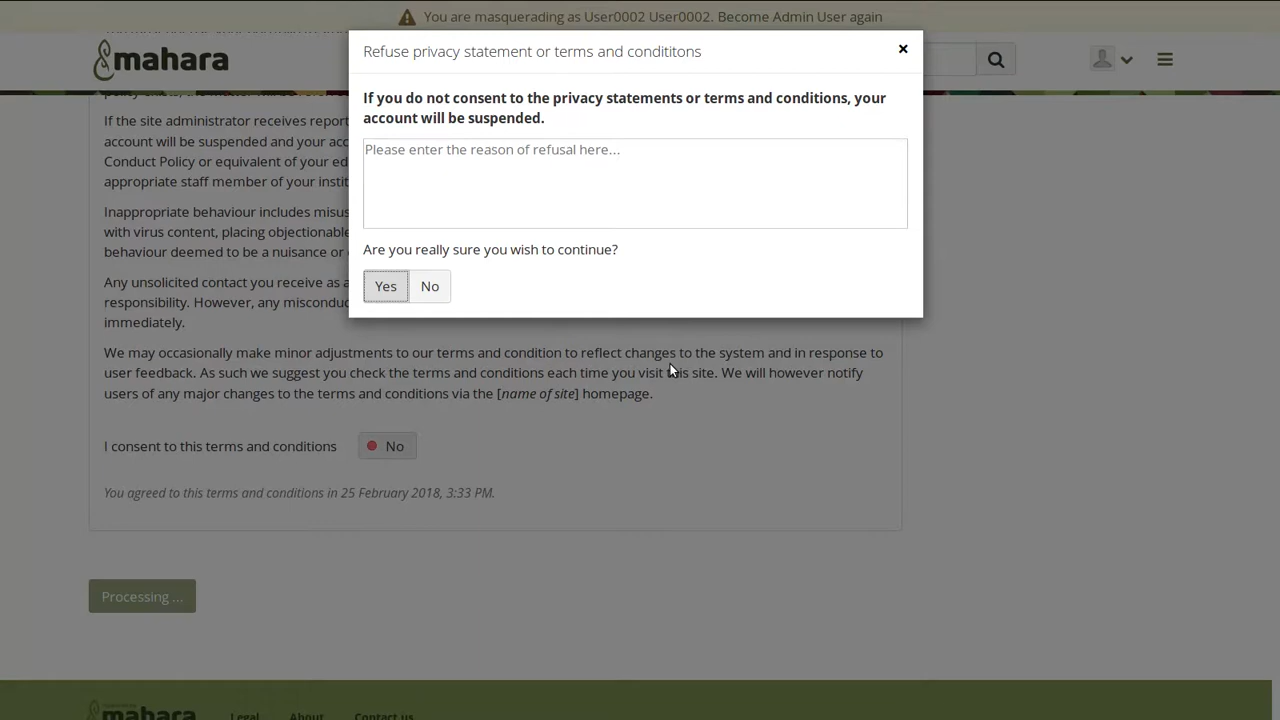 You are masquerading as User0002 User0002. Become Admin User again
mahara
Refuse privacy statement or terms and condititons
If you do not consent to the privacy statements or terms and conditions, your
account will be suspended.
Please enter the reason of refusal here...
Are you really sure you wish to continue?
Yes No
If the site administrator receives report
account will be suspended and your acc
Conduct Policy or equivalent of your ed
appropriate staff member of your instit
Inappropriate behaviour includes misus
with virus content, placing objectionable
behaviour deemed to be a nuisance or
Any unsolicited contact you receive as a
responsibility. However, any misconduc
immediately.
We may occasionally make minor adjustments to our terms and condition to reflect changes to the system and in response to
user feedback. As such we suggest you check the terms and conditions each time you visit this site. We will however notify
users of any major changes to the terms and conditions via the [name of site] homepage.
I consent to this terms and conditions No
You agreed to this terms and conditions in 25 February 2018, 3:33 PM.
Processing ...
mahara Legal About Contact us